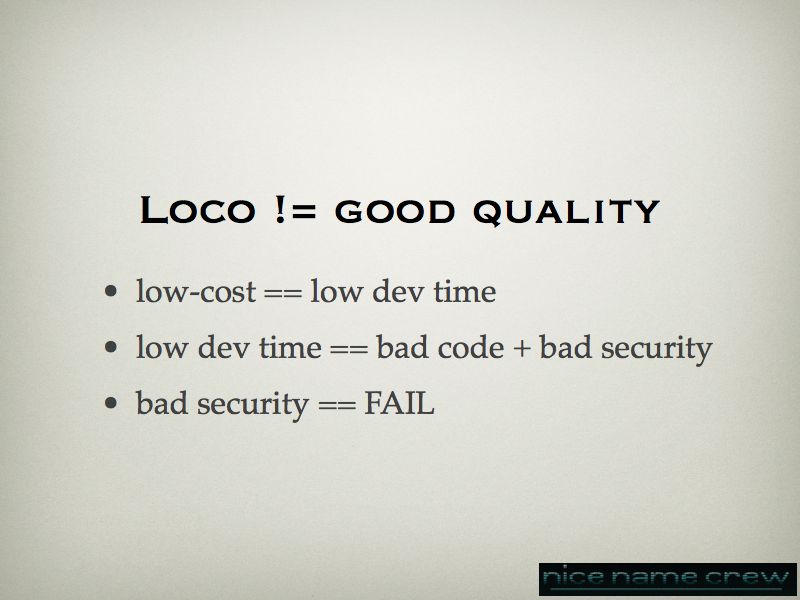 Loco != good quality
• low-cost == low dev time
• low dev time == bad code + bad security
• bad security == FAIL
nice name crew